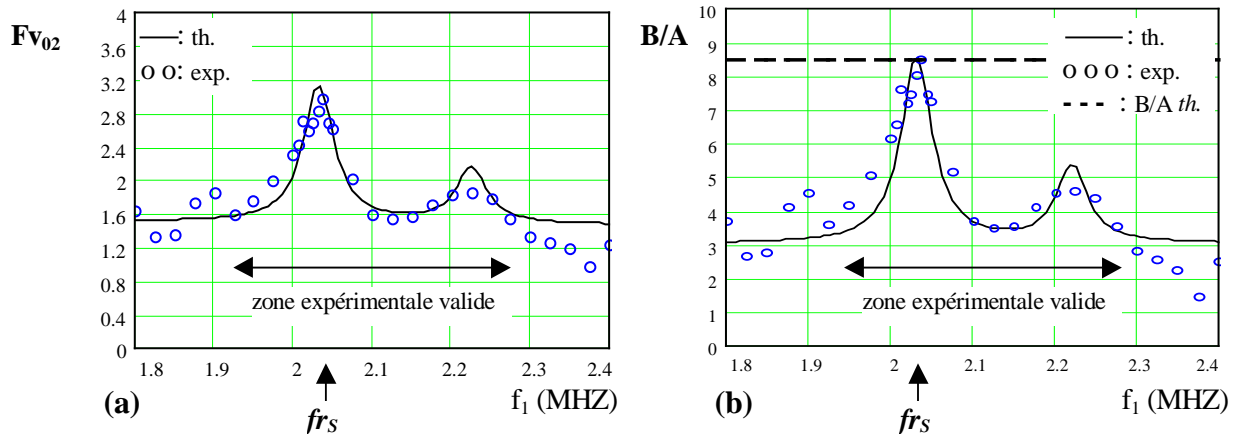 Fv₀₂
4
3.6
3.2
2.8
2.4
2
1.6
1.2
0.8
0.4
0
: th.
o o: exp.
zone expérimentale valide
1.8 1.9 2 2.1 2.2 2.3 2.4
(a)
frS
f₁ (MHZ)
B/A
10
9
8
7
6
5
4
3
2
1
0
: th.
o o o : exp.
: B/A th.
zone expérimentale valide
1.8 1.9 2 2.1 2.2 2.3 2.4
(b)
frS
f₁ (MHZ)